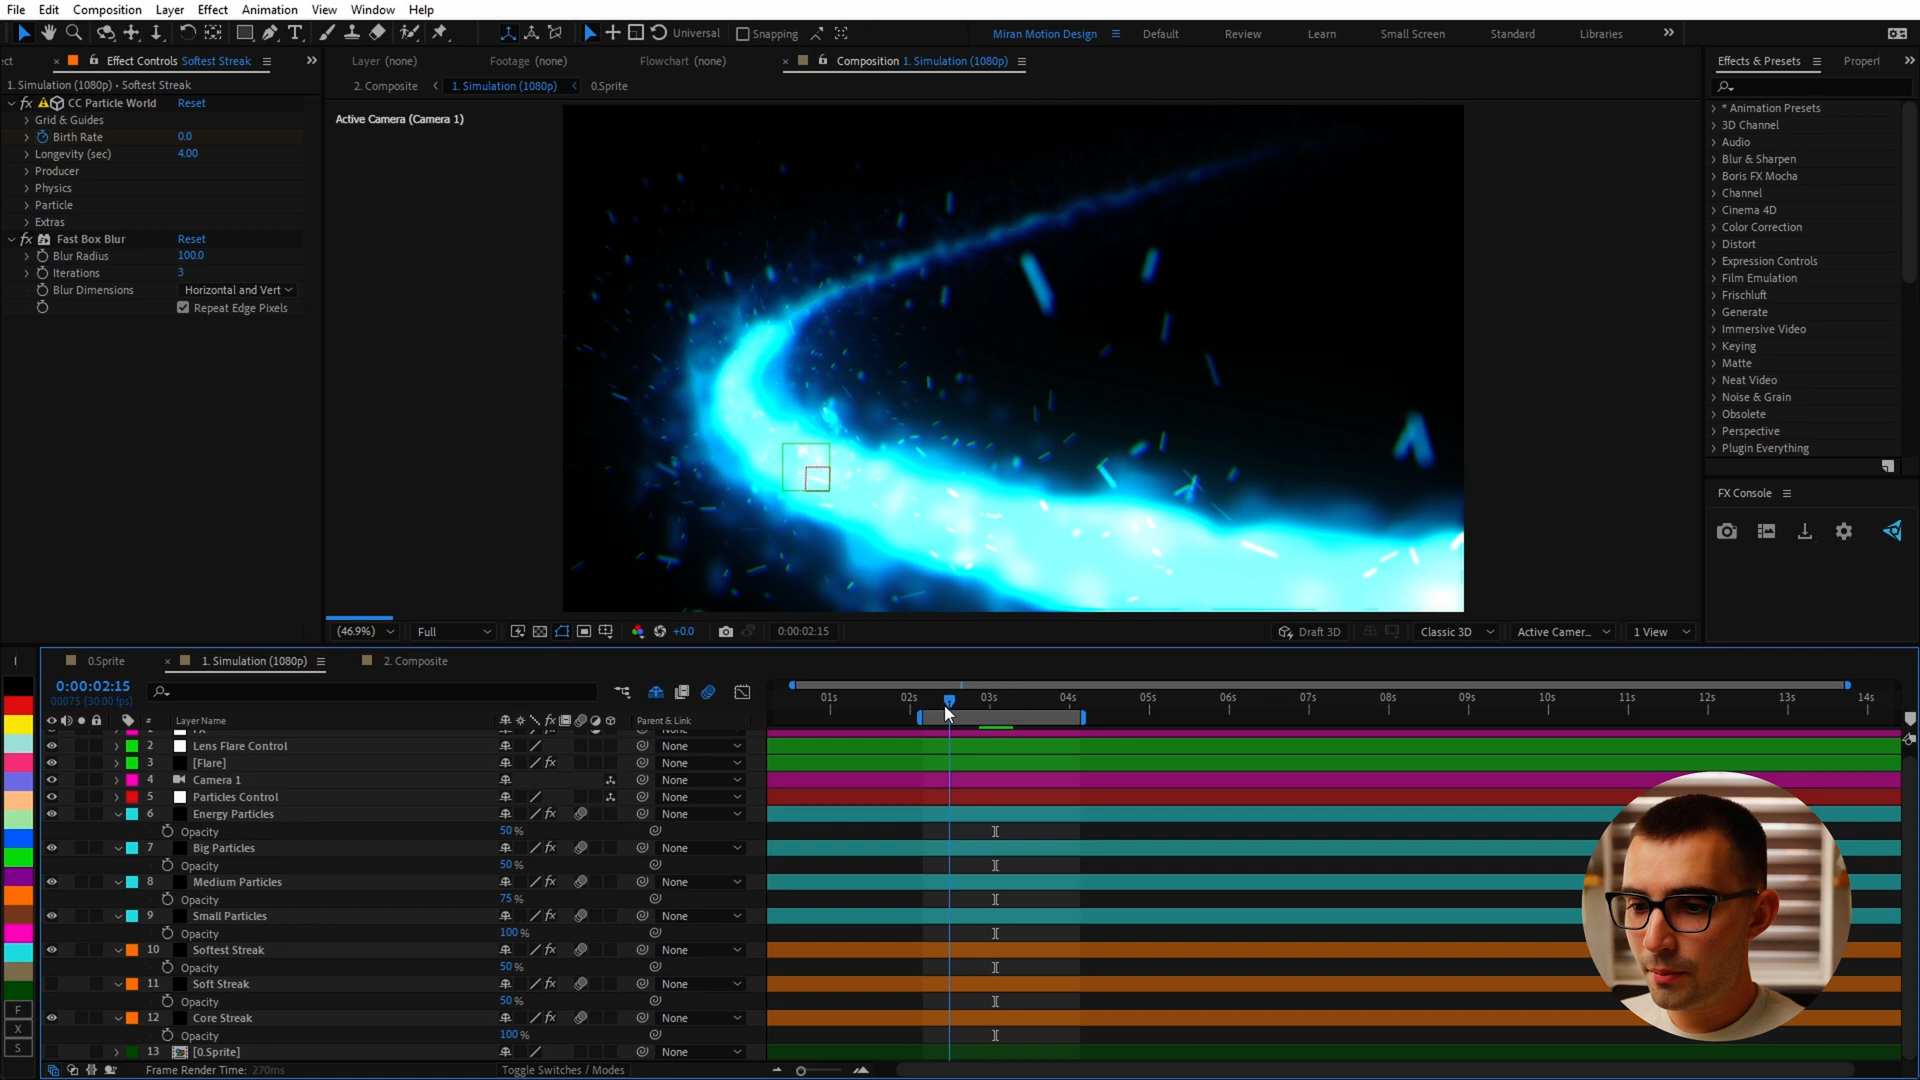 File Edit Composition Layer Effect Animation View Window Help
Universal Snapping Miran Motion Design Default Review Learn Small Screen Standard Libraries
Effect Controls Softest Streak
1. Simulation (1080p) • Softest Streak
CC Particle World Reset
Grid & Guides
Birth Rate 0.0
Longevity (sec) 4.00
Producer
Physics
Particle
Extras
Fast Box Blur Reset
Blur Radius 100.0
Iterations 3
Blur Dimensions Horizontal and Vert
Repeat Edge Pixels
Layer (none) Footage (none) Flowchart (none) Composition 1. Simulation (1080p)
2. Composite 1. Simulation (1080p) 0.Sprite
Active Camera (Camera 1)
(46.9%) Full +0.0 0:00:02:15 Draft 3D Classic 3D Active Camer... 1 View
Effects & Presets Propert
* Animation Presets
3D Channel
Audio
Blur & Sharpen
Boris FX Mocha
Channel
Cinema 4D
Color Correction
Distort
Expression Controls
Film Emulation
Frischluft
Generate
Immersive Video
Keying
Matte
Neat Video
Noise & Grain
Obsolete
Perspective
Plugin Everything
FX Console
0.Sprite 1. Simulation (1080p) 2. Composite
0:00:02:15
00075 (30.00 fps)
01s 02s 03s 04s 05s 06s 07s 08s 09s 10s 11s 12s 13s 14s
# Layer Name Parent & Link
2 Lens Flare Control None
3 [Flare] None
4 Camera 1 None
5 Particles Control None
6 Energy Particles None
Opacity 50 %
7 Big Particles None
Opacity 50 %
8 Medium Particles None
Opacity 75 %
9 Small Particles None
Opacity 100 %
10 Softest Streak None
Opacity 50 %
11 Soft Streak None
Opacity 50 %
12 Core Streak None
Opacity 100 %
13 [0.Sprite] None
F
X
S
Frame Render Time: 270ms Toggle Switches / Modes